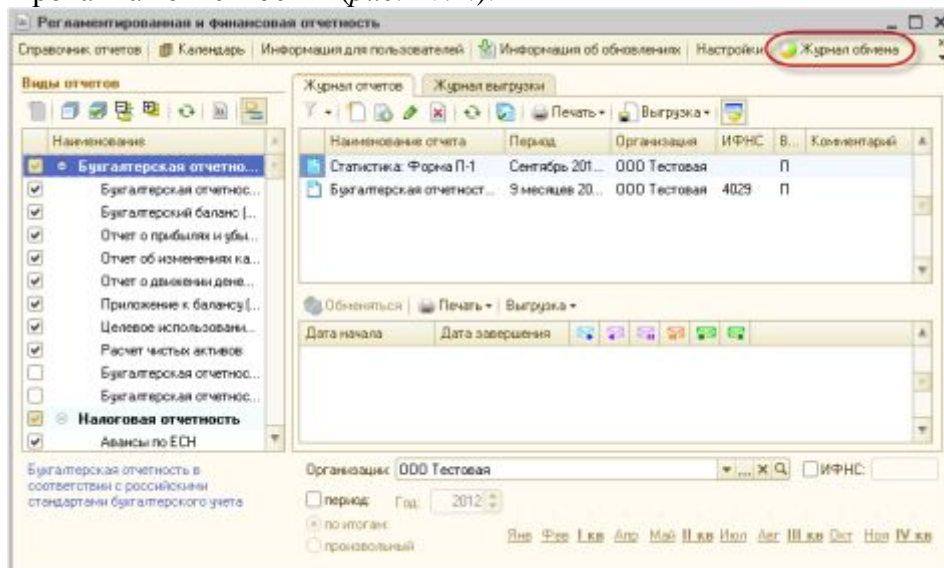 Регламентированная и финансовая отчетность
Справочник отчетов Календарь Информация для пользователей Информация об обновлениях Настройки Журнал обмена
Виды отчетов
Наименование
Бухгалтерская отчетно...
Бухгалтерская отчетнос...
Бухгалтерский баланс (...
Отчет о прибылях и убы...
Отчет об изменениях ка...
Отчет о движении дене...
Приложение к балансу (...
Целевое использовани...
Расчет чистых активов
Бухгалтерская отчетнос...
Бухгалтерская отчетнос...
Налоговая отчетность
Авансы по ЕСН
Бухгалтерская отчетность в
соответствии с российскими
стандартами бухгалтерского учета
Журнал отчетов Журнал выгрузки
Печать Выгрузка
Наименование отчета Период Организация ИФНС В... Комментарий
Статистика: Форма П-1 Сентябрь 201... ООО Тестовая П
Бухгалтерская отчетност... 9 месяцев 20... ООО Тестовая 4029 П
Обменяться Печать Выгрузка
Дата начала Дата завершения
Организация: ООО Тестовая ИФНС:
период: Год: 2012
по итогам:
произвольный
Янв Фев I кв Апр Май II кв Июл Авг III кв Окт Ноя IV кв